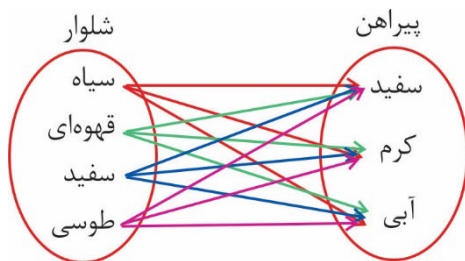 پیراهن
شلوار
سفید
کرم
آبی
سیاه
قهوه‌ای
سفید
طوسی